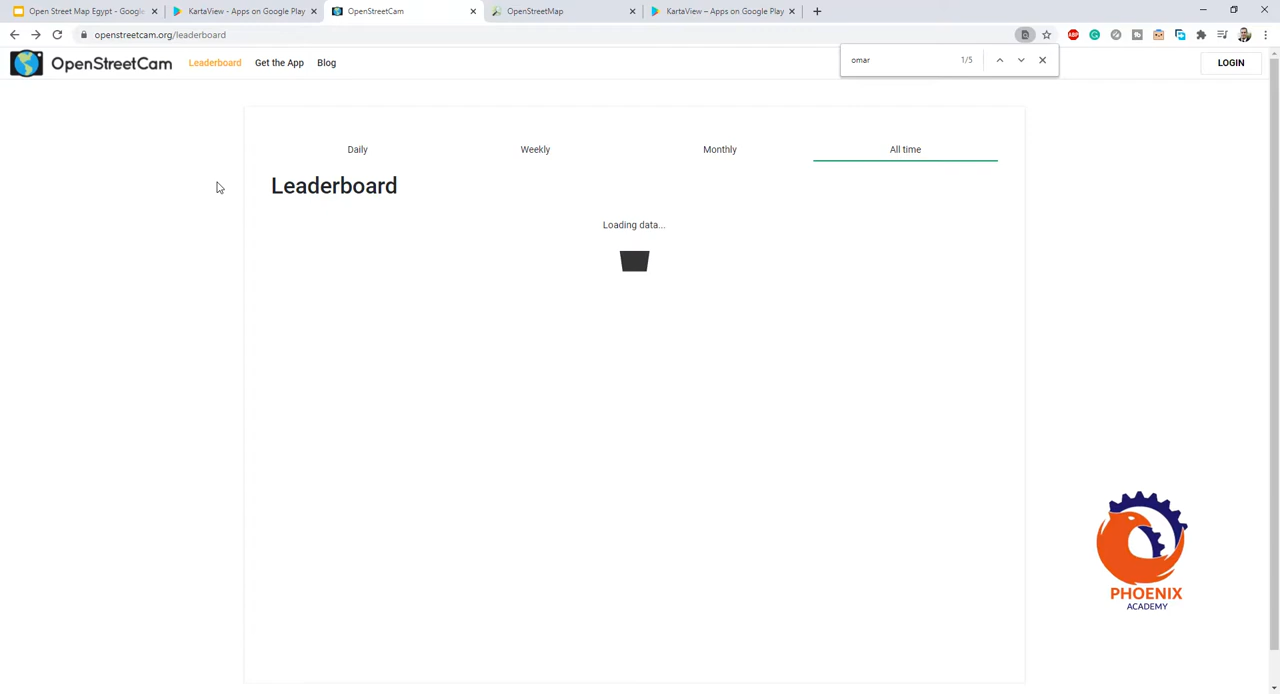 Open Street Map Egypt - Google
KartaView - Apps on Google Play
OpenStreetCam
OpenStreetMap
KartaView – Apps on Google Play
openstreetcam.org/leaderboard
ABP
OpenStreetCam
Leaderboard
Get the App
Blog
omar
1/5
LOGIN
Daily
Weekly
Monthly
All time
Leaderboard
Loading data...
PHOENIX
ACADEMY